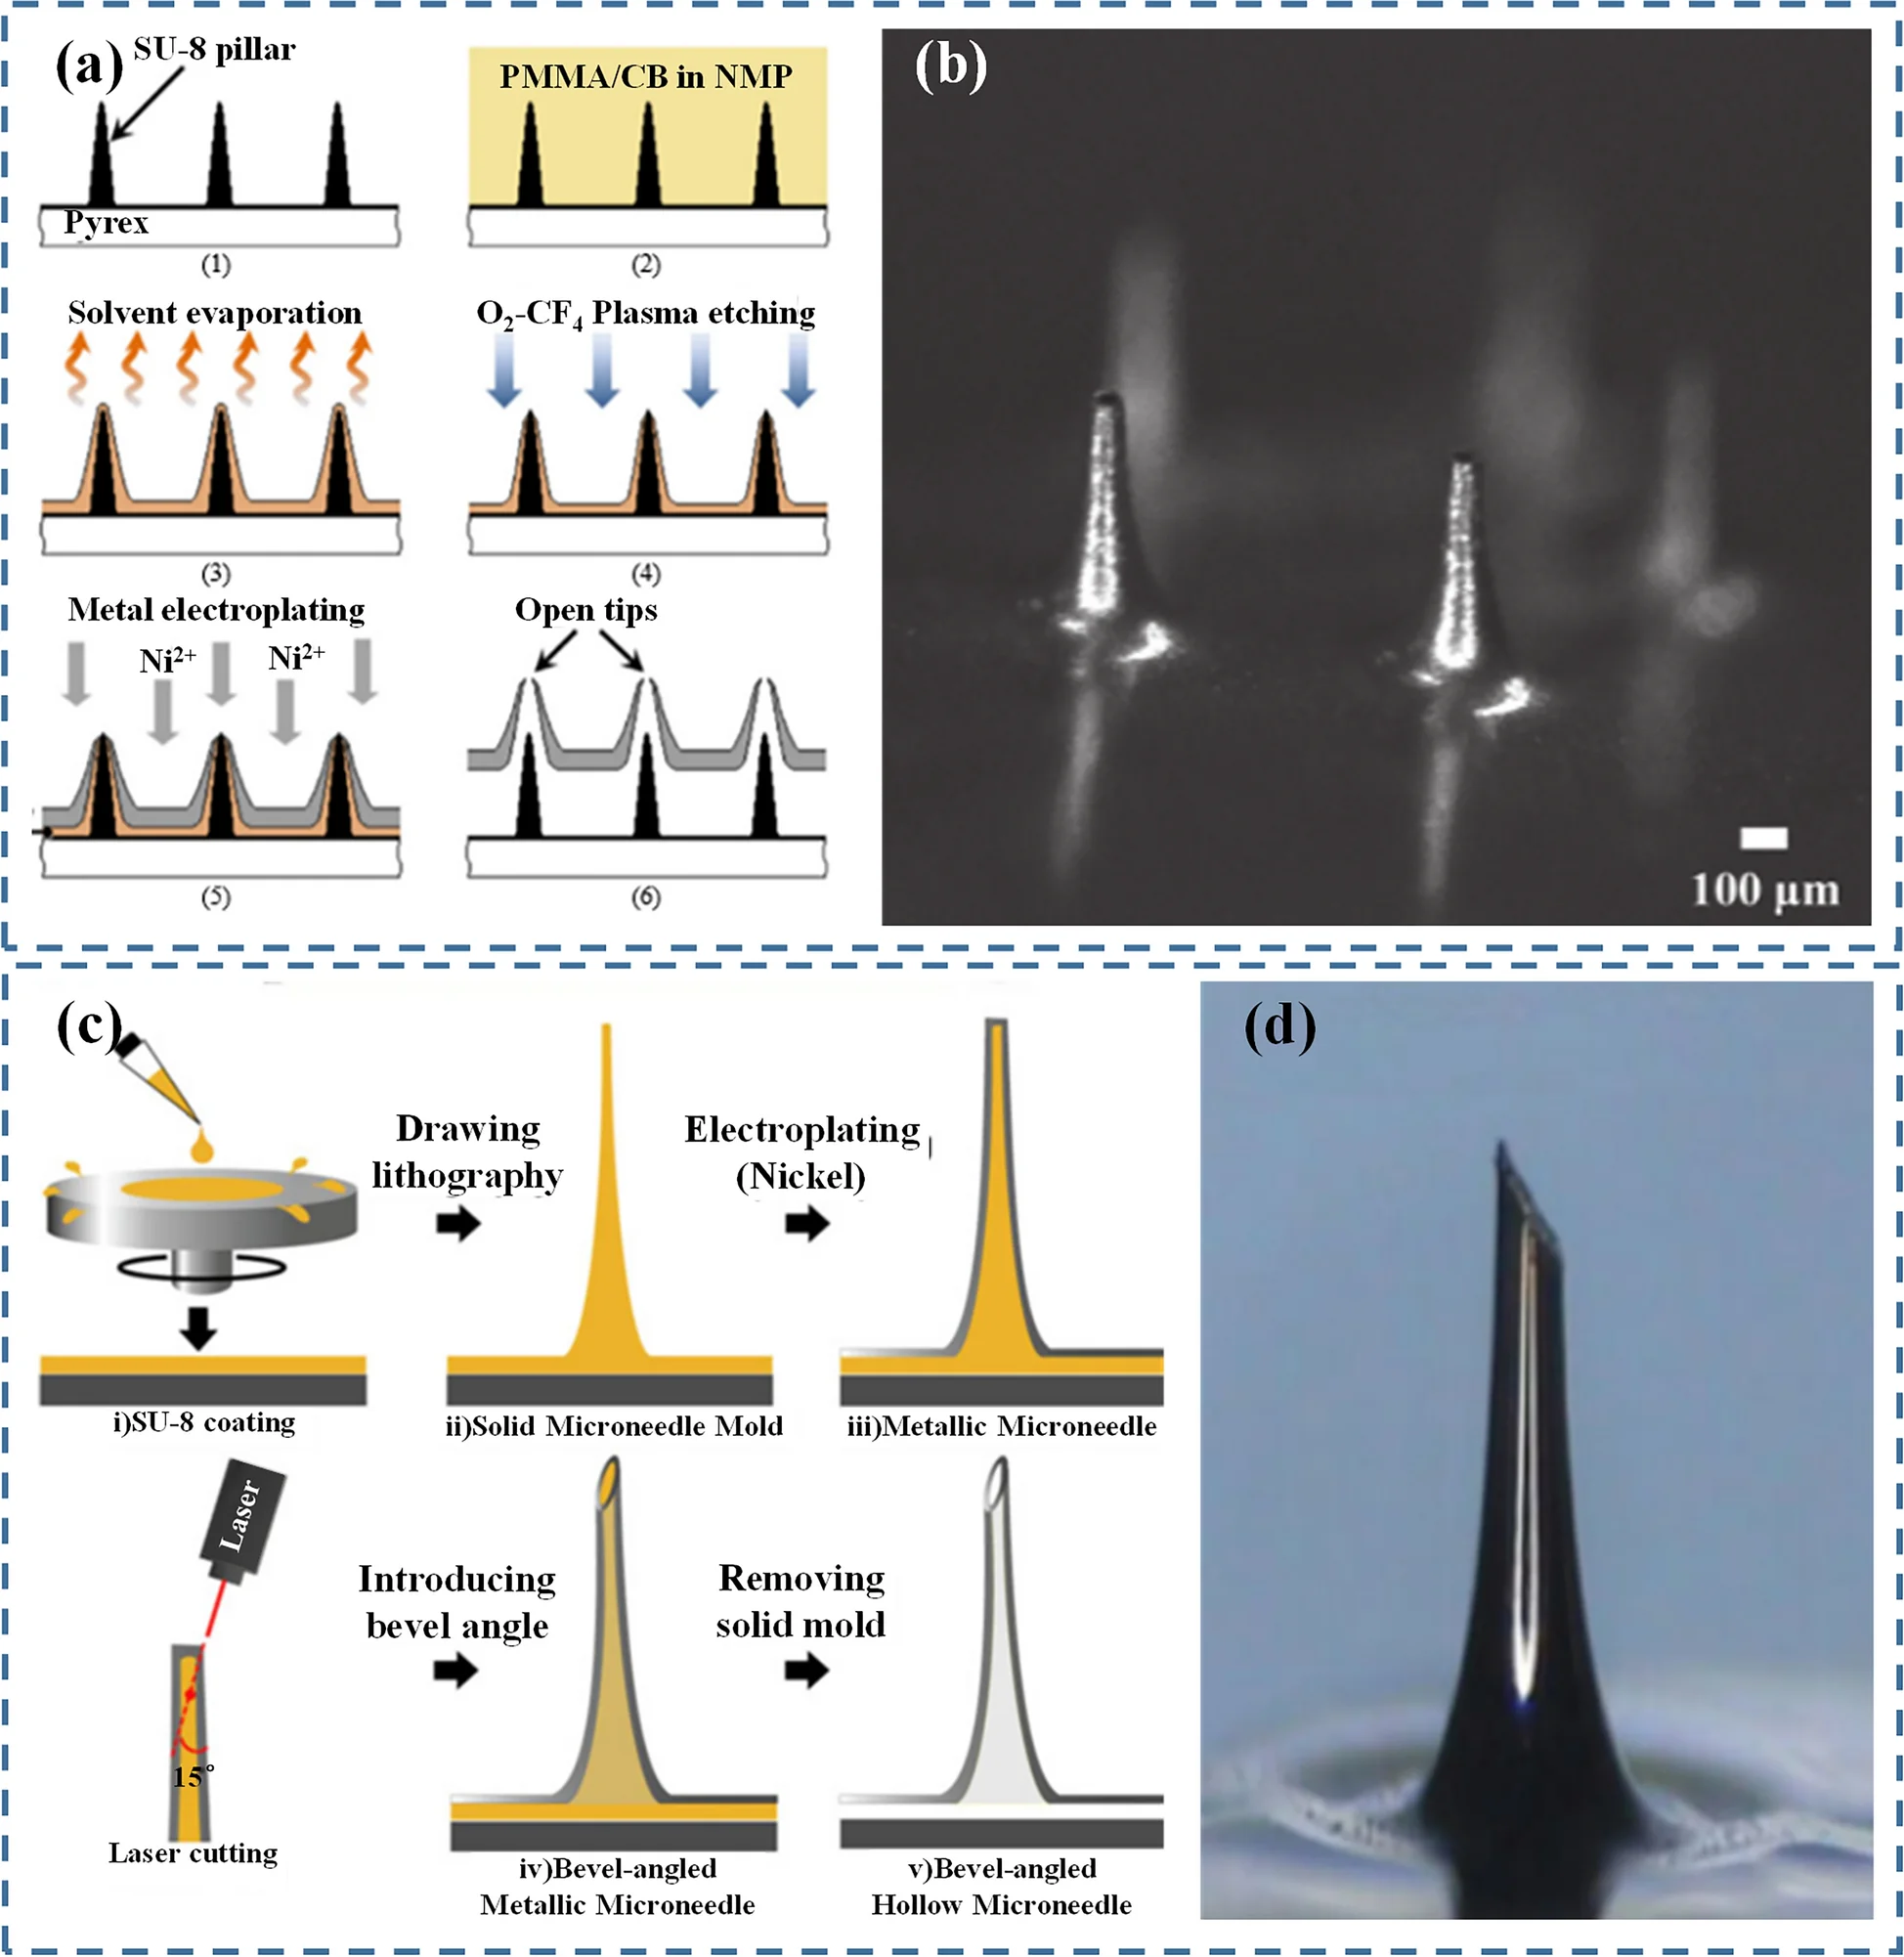 (a)
SU-8 pillar
Pyrex
(1)
PMMA/CB in NMP
(2)
Solvent evaporation
(3)
O₂-CF₄ Plasma etching
(4)
Metal electroplating
Ni²⁺ Ni²⁺
(5)
Open tips
(6)
(b)
100 μm
(c)
i)SU-8 coating
Drawing
lithography
ii)Solid Microneedle Mold
Electroplating
(Nickel)
iii)Metallic Microneedle
Laser
15°
Laser cutting
Introducing
bevel angle
iv)Bevel-angled
Metallic Microneedle
Removing
solid mold
v)Bevel-angled
Hollow Microneedle
(d)